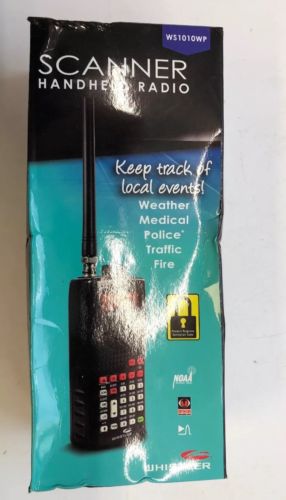 WS1010WP
SCANNER
HANDHELD RADIO
Keep track of
local events!
Weather
Medical
Police*
Traffic
Fire
NOAA
WHISTLER